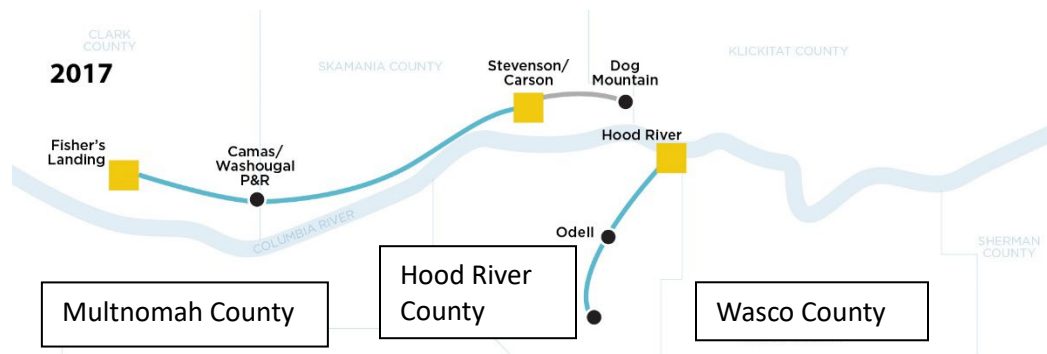 CLARK
COUNTY
2017
SKAMANIA COUNTY
KLICKITAT COUNTY
Stevenson/
Carson
Dog
Mountain
Hood River
Fisher's
Landing
Camas/
Washougal
P&R
COLUMBIA RIVER
Odell
SHERMAN
COUNTY
Multnomah County
Hood River
County
Wasco County